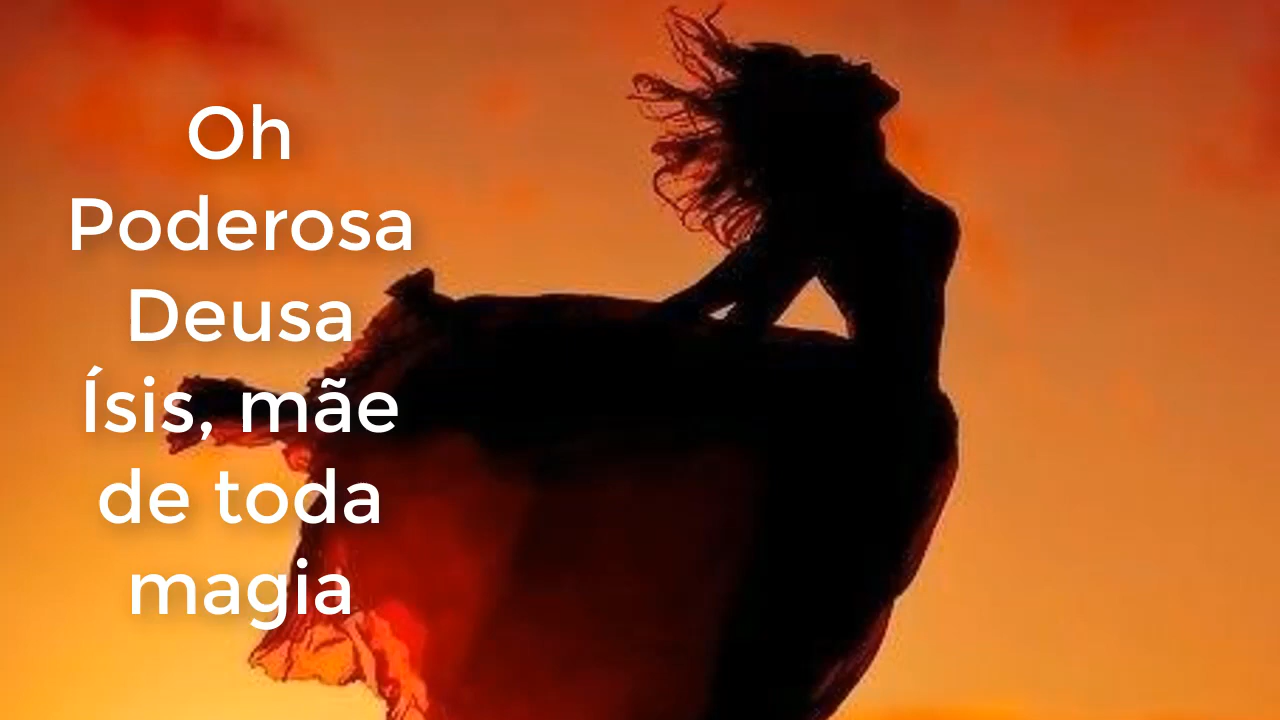 Oh
Poderosa
Deusa
Ísis, mãe
de toda
magia